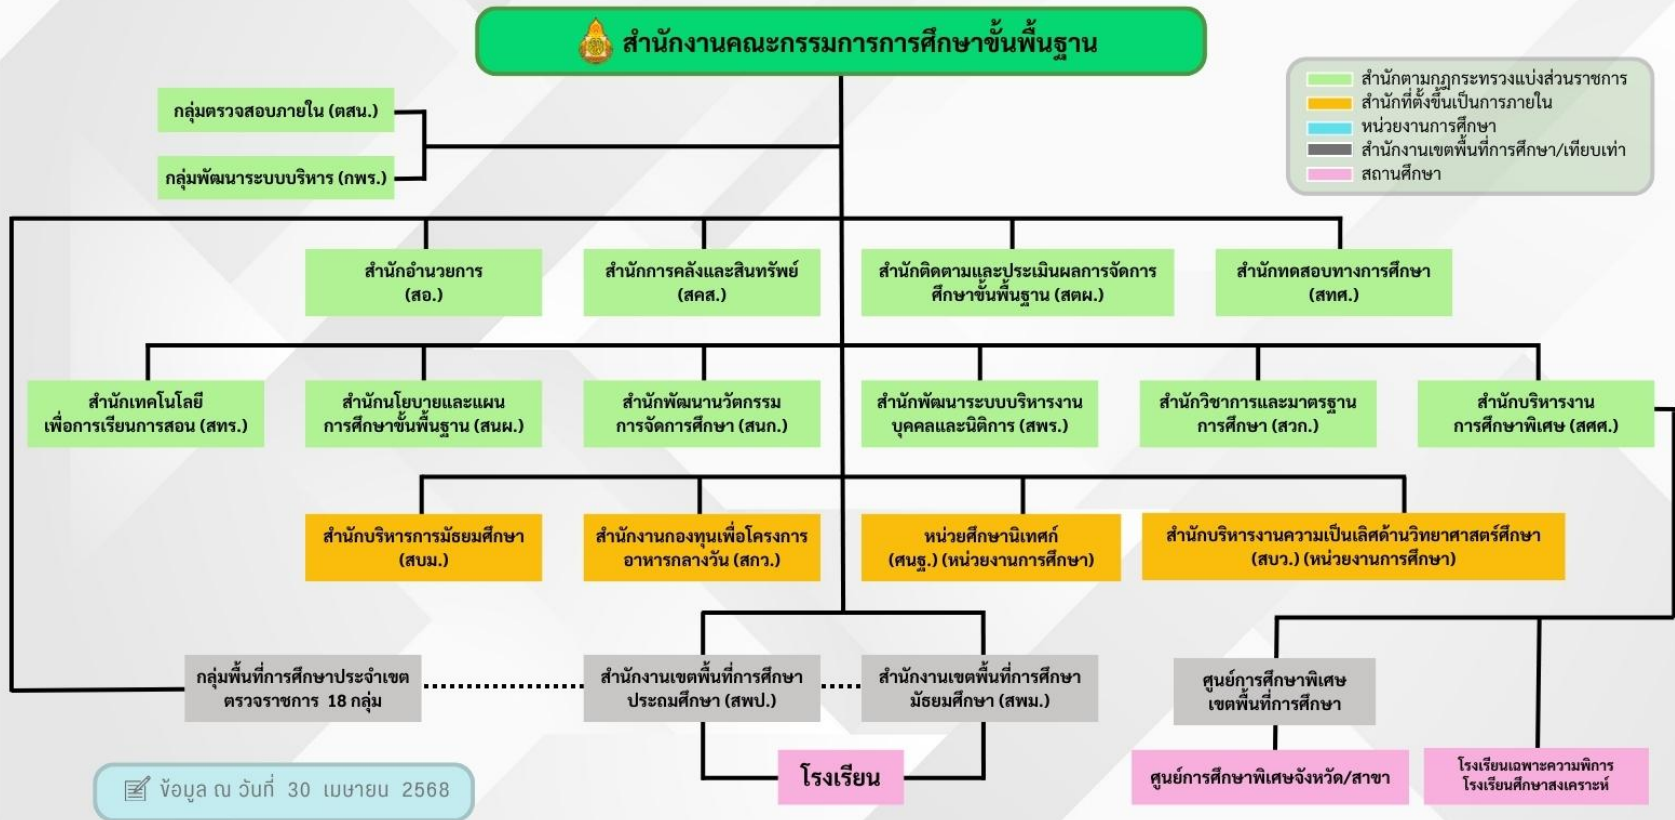 สำนักงานคณะกรรมการการศึกษาขั้นพื้นฐาน
สำนักตามกฎกระทรวงแบ่งส่วนราชการ
สำนักที่ตั้งขึ้นเป็นการภายใน
หน่วยงานการศึกษา
สำนักงานเขตพื้นที่การศึกษา/เทียบเท่า
สถานศึกษา
กลุ่มตรวจสอบภายใน (ตสน.)
กลุ่มพัฒนาระบบบริหาร (กพร.)
สำนักอำนวยการ
(สอ.)
สำนักการคลังและสินทรัพย์
(สคส.)
สำนักติดตามและประเมินผลการจัดการ
ศึกษาขั้นพื้นฐาน (สตผ.)
สำนักทดสอบทางการศึกษา
(สทศ.)
สำนักเทคโนโลยี
เพื่อการเรียนการสอน (สทร.)
สำนักนโยบายและแผน
การศึกษาขั้นพื้นฐาน (สนผ.)
สำนักพัฒนานวัตกรรม
การจัดการศึกษา (สนก.)
สำนักพัฒนาระบบบริหารงาน
บุคคลและนิติการ (สพร.)
สำนักวิชาการและมาตรฐาน
การศึกษา (สวก.)
สำนักบริหารงาน
การศึกษาพิเศษ (สศศ.)
สำนักบริหารการมัธยมศึกษา
(สบม.)
สำนักงานกองทุนเพื่อโครงการ
อาหารกลางวัน (สกว.)
หน่วยศึกษานิเทศก์
(ศนฐ.) (หน่วยงานการศึกษา)
สำนักบริหารงานความเป็นเลิศด้านวิทยาศาสตร์ศึกษา
(สบว.) (หน่วยงานการศึกษา)
กลุ่มพื้นที่การศึกษาประจำเขต
ตรวจราชการ 18 กลุ่ม
สำนักงานเขตพื้นที่การศึกษา
ประถมศึกษา (สพป.)
สำนักงานเขตพื้นที่การศึกษา
มัธยมศึกษา (สพม.)
ศูนย์การศึกษาพิเศษ
เขตพื้นที่การศึกษา
โรงเรียน
ศูนย์การศึกษาพิเศษจังหวัด/สาขา
โรงเรียนเฉพาะความพิการ
โรงเรียนศึกษาสงเคราะห์
ข้อมูล ณ วันที่ 30 เมษายน 2568